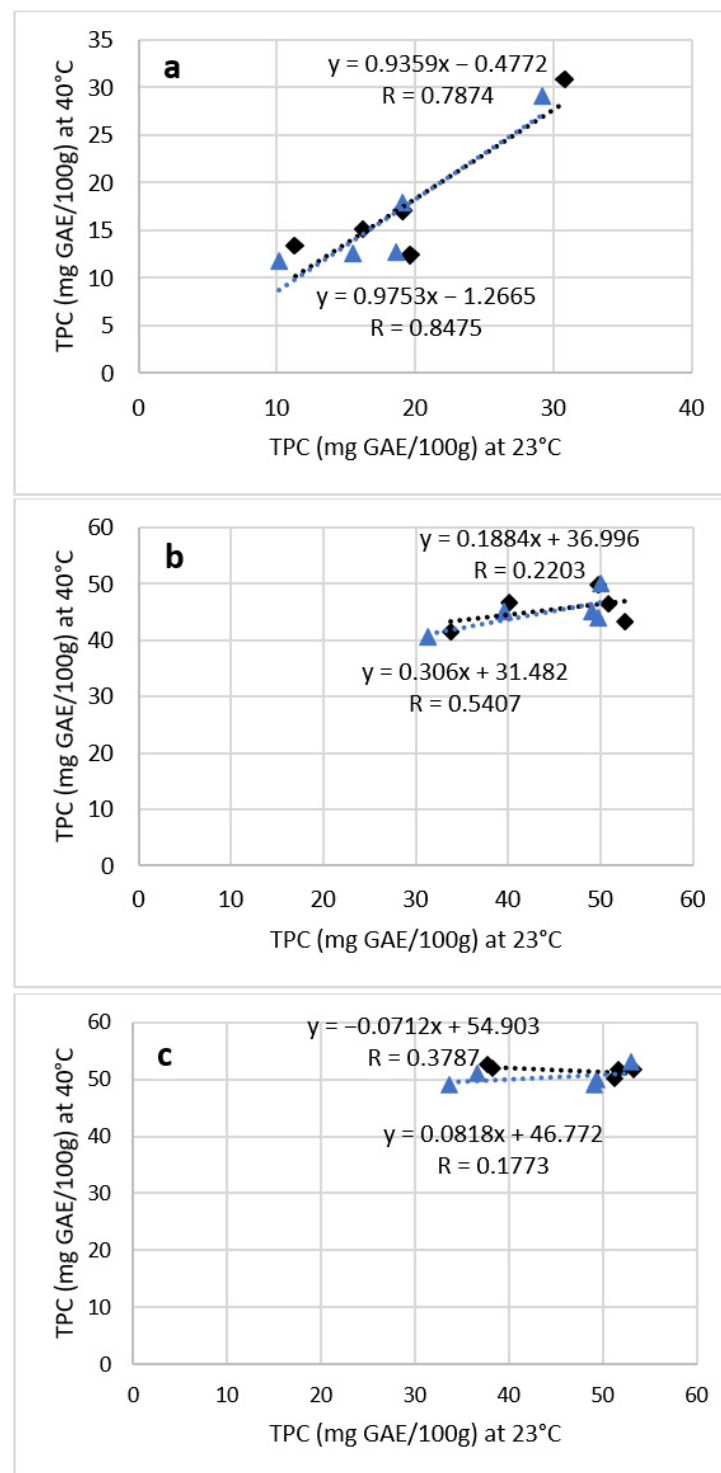 a
y = 0.9359x − 0.4772
R = 0.7874
y = 0.9753x − 1.2665
R = 0.8475
35
30
25
20
15
10
5
0
0 10 20 30 40
TPC (mg GAE/100g) at 40°C
TPC (mg GAE/100g) at 23°C
b
y = 0.1884x + 36.996
R = 0.2203
y = 0.306x + 31.482
R = 0.5407
60
50
40
30
20
10
0
0 10 20 30 40 50 60
TPC (mg GAE/100g) at 40°C
TPC (mg GAE/100g) at 23°C
c
y = −0.0712x + 54.903
R = 0.3787
y = 0.0818x + 46.772
R = 0.1773
60
50
40
30
20
10
0
0 10 20 30 40 50 60
TPC (mg GAE/100g) at 40°C
TPC (mg GAE/100g) at 23°C